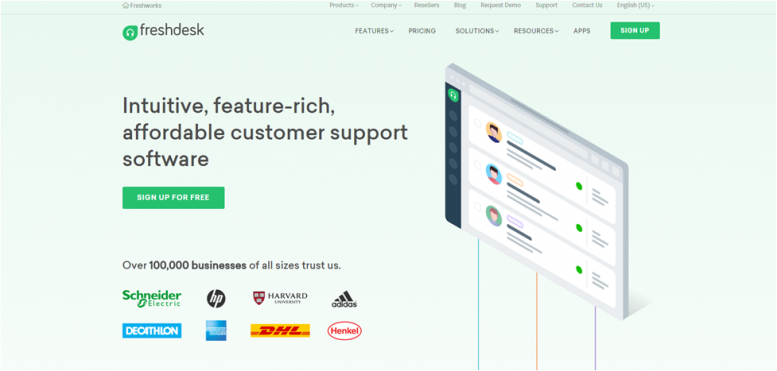 Freshworks Products Company Resellers Blog Request Demo Support Contact Us English (US)
freshdesk FEATURES PRICING SOLUTIONS RESOURCES APPS SIGN UP
Intuitive, feature-rich,
affordable customer support
software
SIGN UP FOR FREE
Over 100,000 businesses of all sizes trust us.
Schneider Electric hp HARVARD UNIVERSITY adidas
DECATHLON DHL Henkel